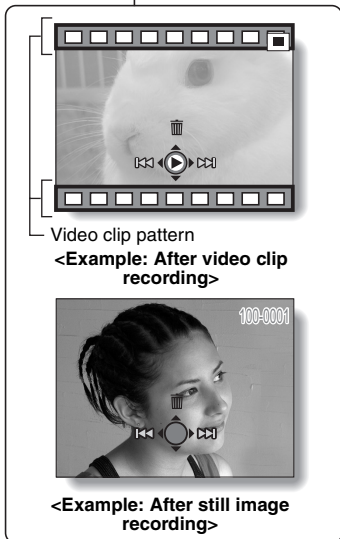 Video clip pattern
<Example: After video clip
recording>
100-0001
<Example: After still image
recording>